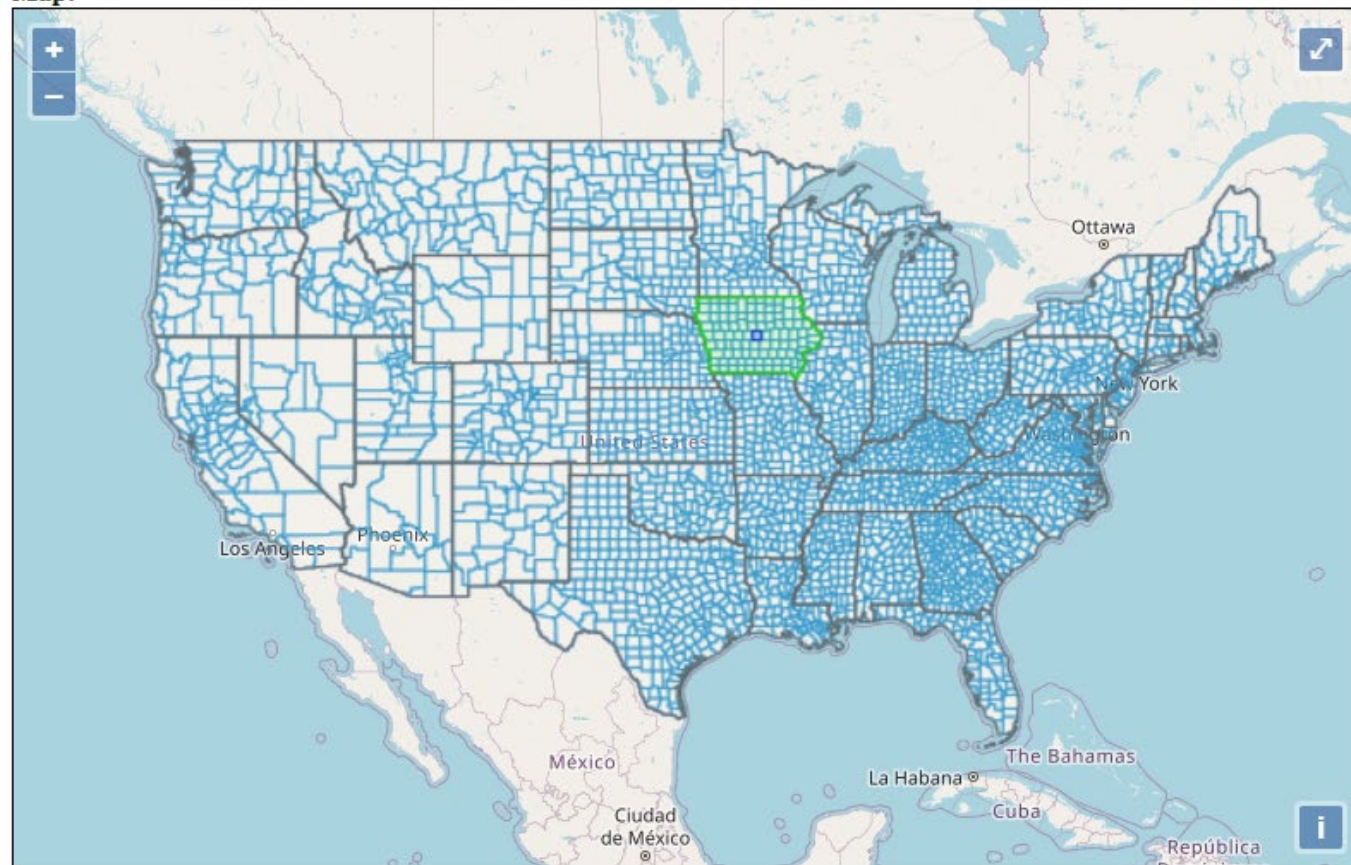 +
−
Ottawa
New York
Washington
United States
Los Angeles
Phoenix
México
La Habana
The Bahamas
Cuba
Ciudad
de México
República
i